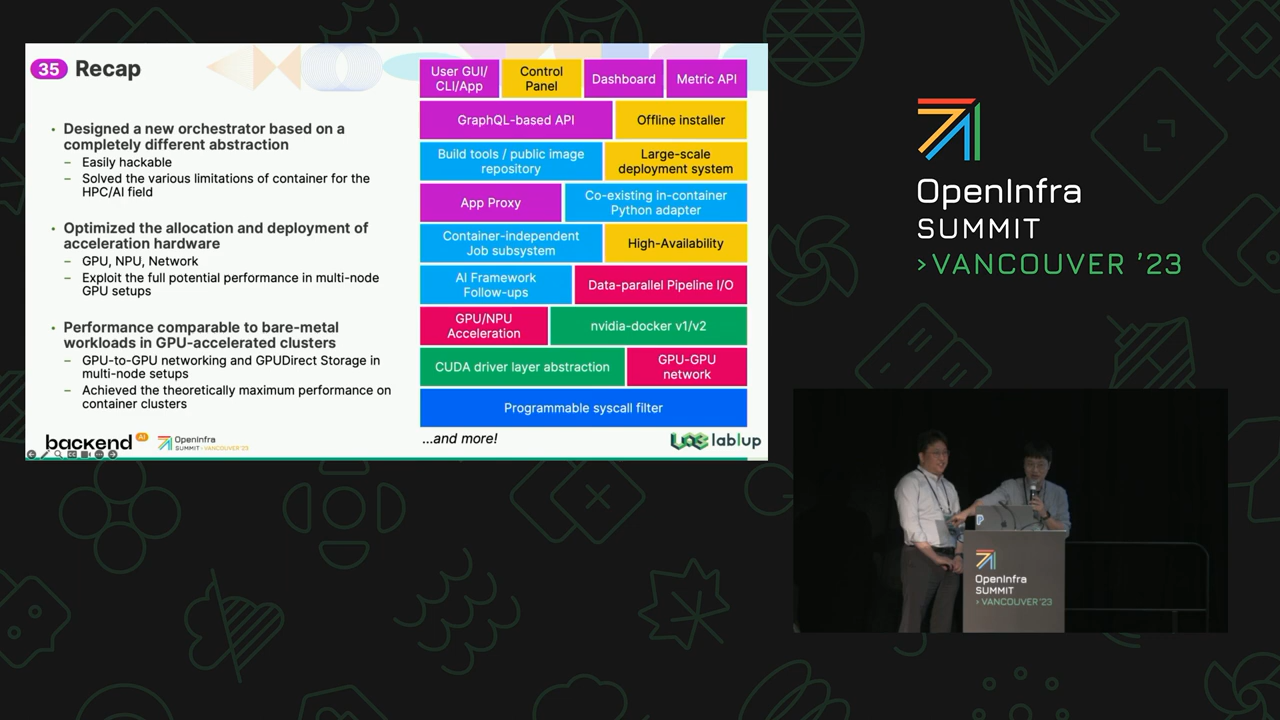 35 Recap
• Designed a new orchestrator based on a
completely different abstraction
– Easily hackable
– Solved the various limitations of container for the
HPC/AI field
• Optimized the allocation and deployment of
acceleration hardware
– GPU, NPU, Network
– Exploit the full potential performance in multi-node
GPU setups
• Performance comparable to bare-metal
workloads in GPU-accelerated clusters
– GPU-to-GPU networking and GPUDirect Storage in
multi-node setups
– Achieved the theoretically maximum performance on
container clusters
User GUI/
CLI/App
Control
Panel
Dashboard
Metric API
GraphQL-based API
Offline installer
Build tools / public image
repository
Large-scale
deployment system
App Proxy
Co-existing in-container
Python adapter
Container-independent
Job subsystem
High-Availability
AI Framework
Follow-ups
Data-parallel Pipeline I/O
GPU/NPU
Acceleration
nvidia-docker v1/v2
CUDA driver layer abstraction
GPU-GPU
network
Programmable syscall filter
...and more!
backend AI
OpenInfra
SUMMIT >VANCOUVER '23
lablup
OpenInfra
SUMMIT
>VANCOUVER '23
OpenInfra
SUMMIT
>VANCOUVER '23